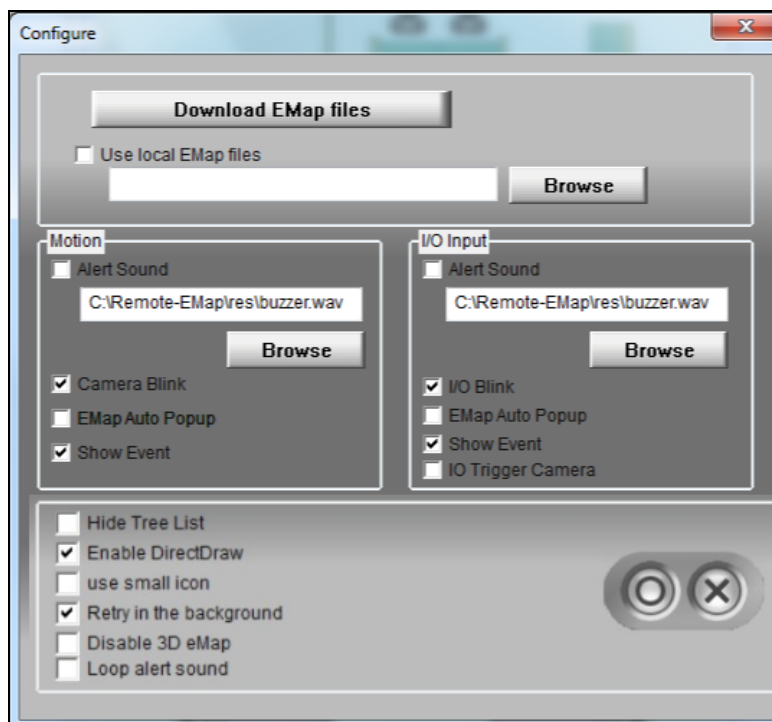 Configure
Download EMap files
Use local EMap files
Browse
Motion
Alert Sound
C:\Remote-EMap\res\buzzer.wav
Browse
Camera Blink
EMap Auto Popup
Show Event
I/O Input
Alert Sound
C:\Remote-EMap\res\buzzer.wav
Browse
I/O Blink
EMap Auto Popup
Show Event
IO Trigger Camera
Hide Tree List
Enable DirectDraw
use small icon
Retry in the background
Disable 3D eMap
Loop alert sound